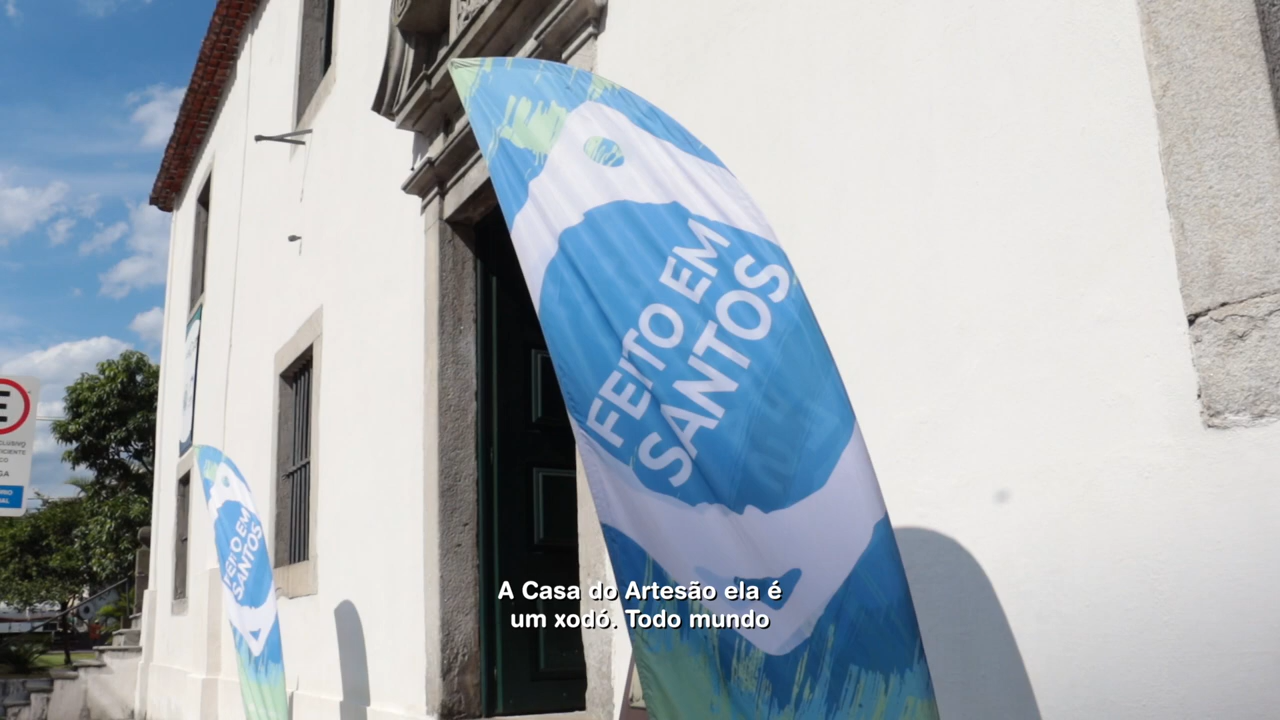 FEITO EM
SANTOS
FEITO EM
SANTOS
E
A Casa do Artesão ela é
um xodó. Todo mundo